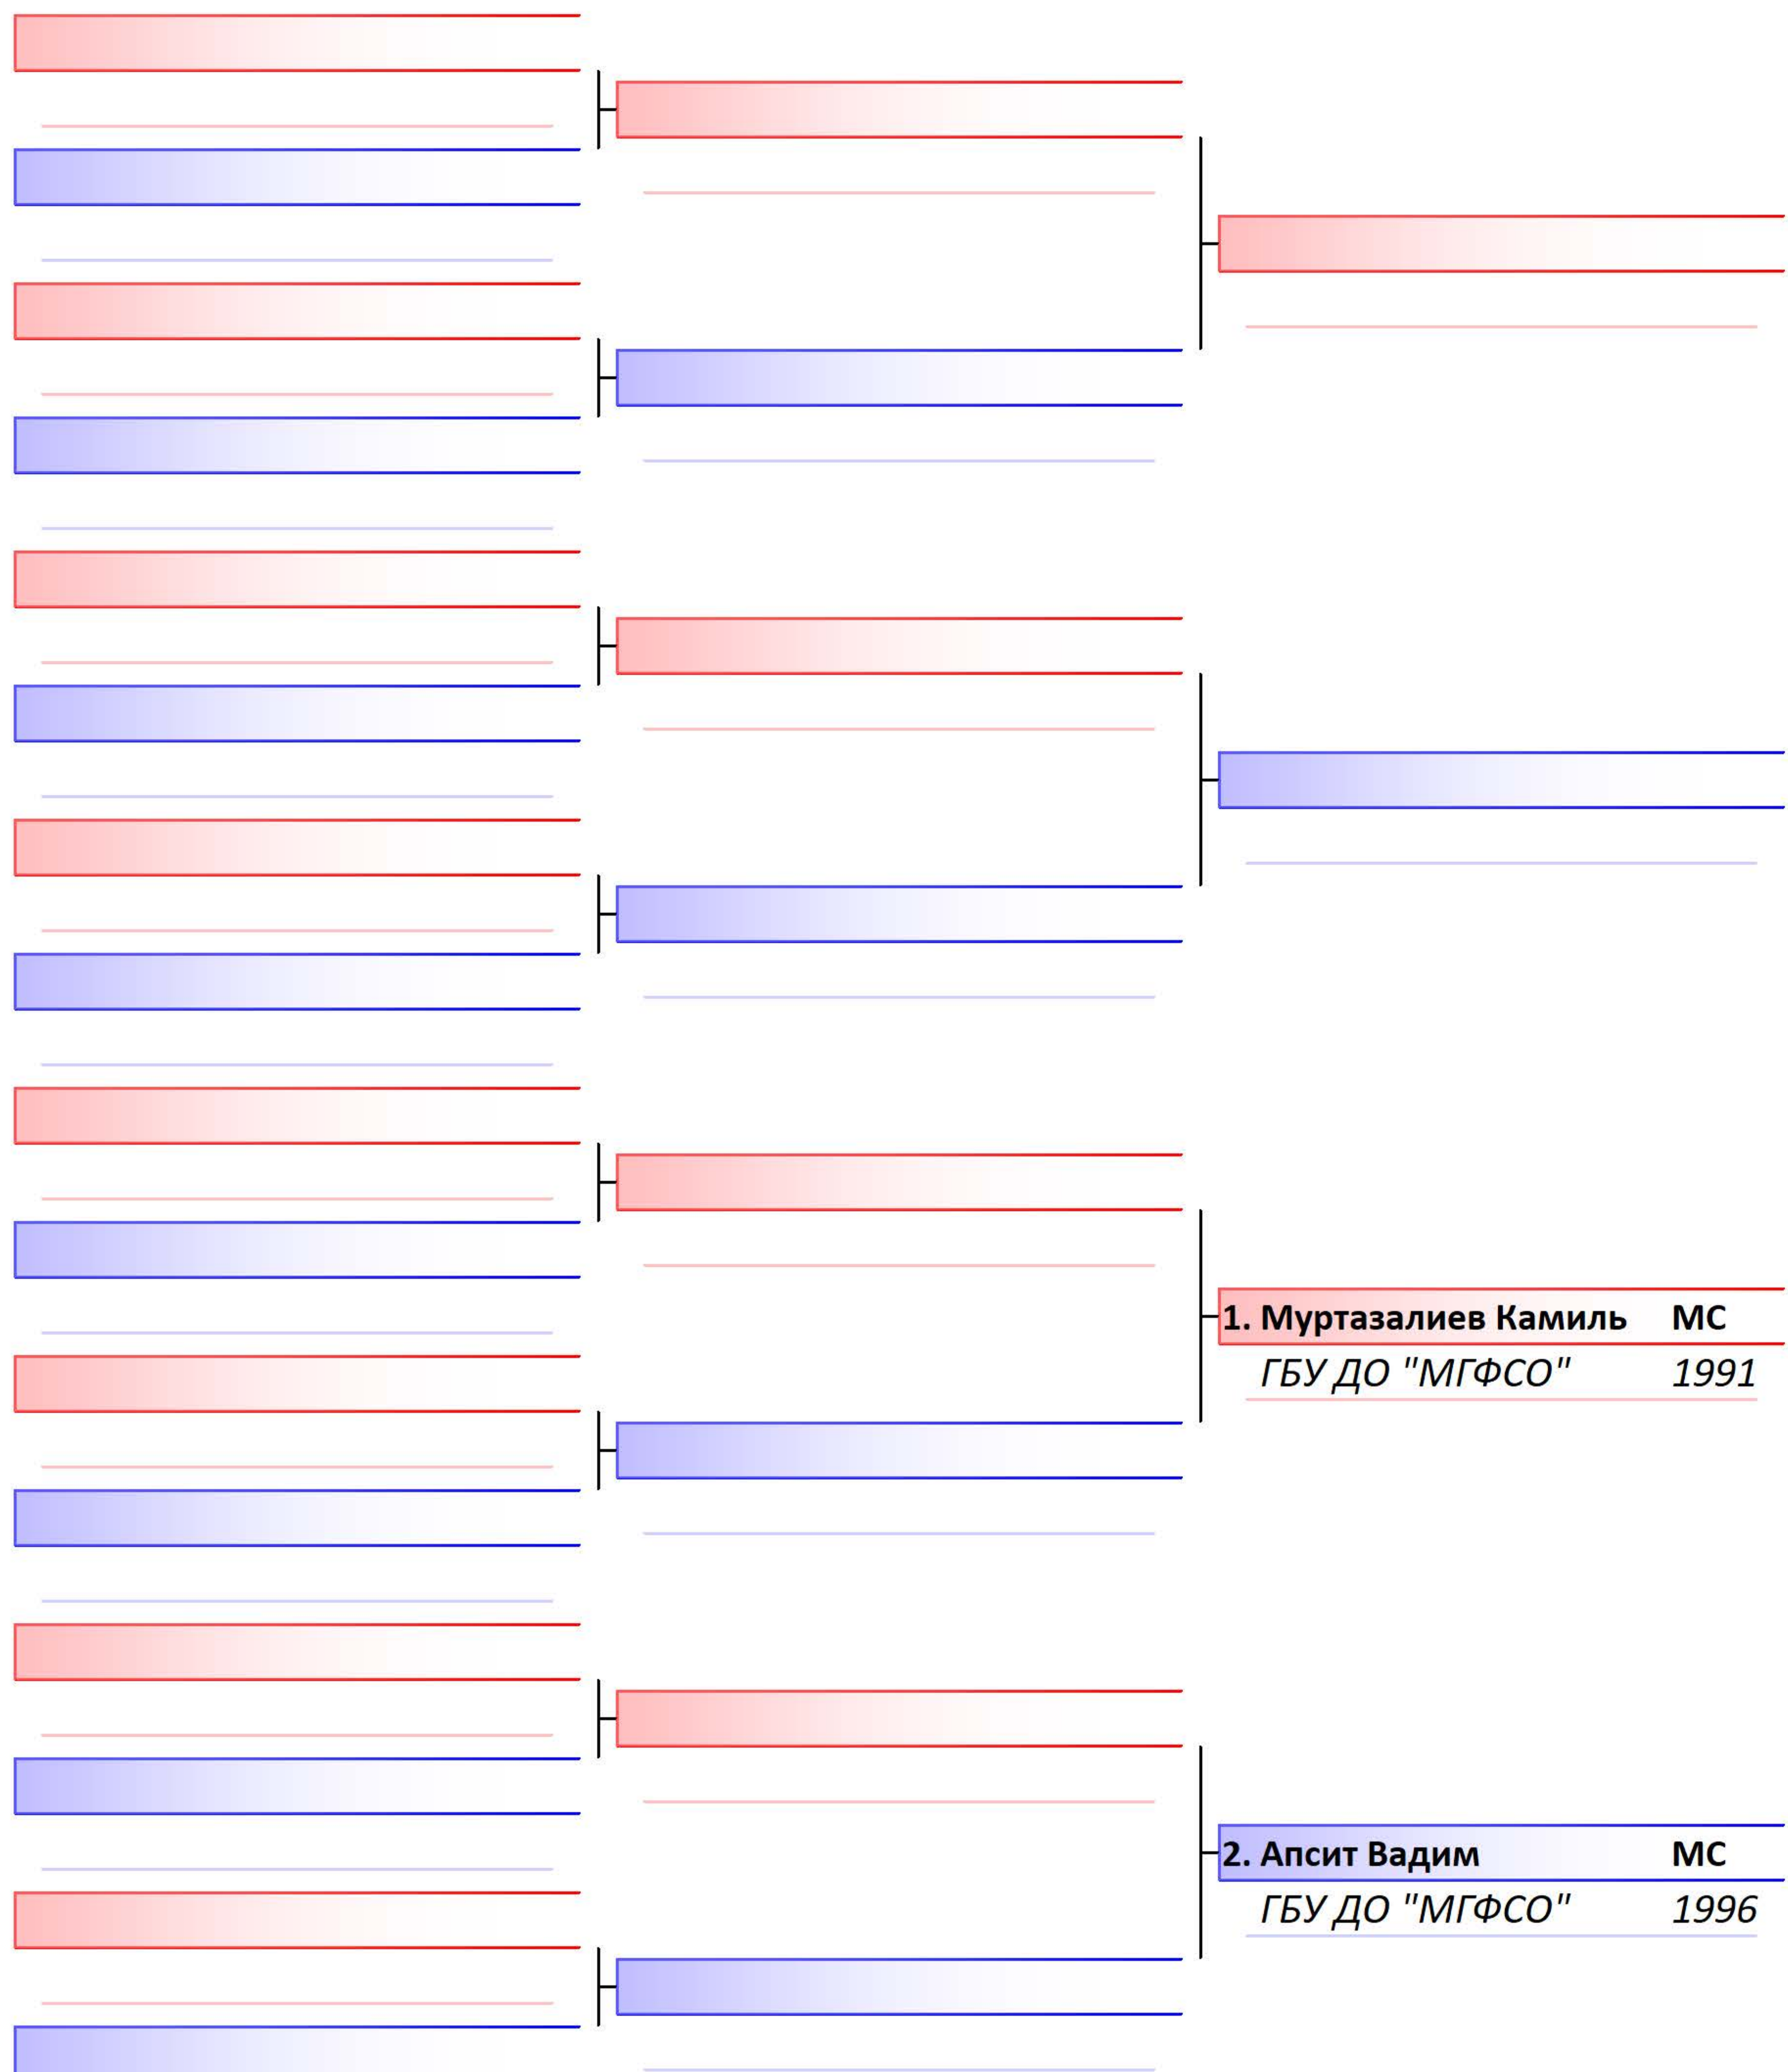 1. Муртазалиев Камиль МС
ГБУ ДО "МГФСО" 1991
2. Апсит Вадим МС
ГБУ ДО "МГФСО" 1996